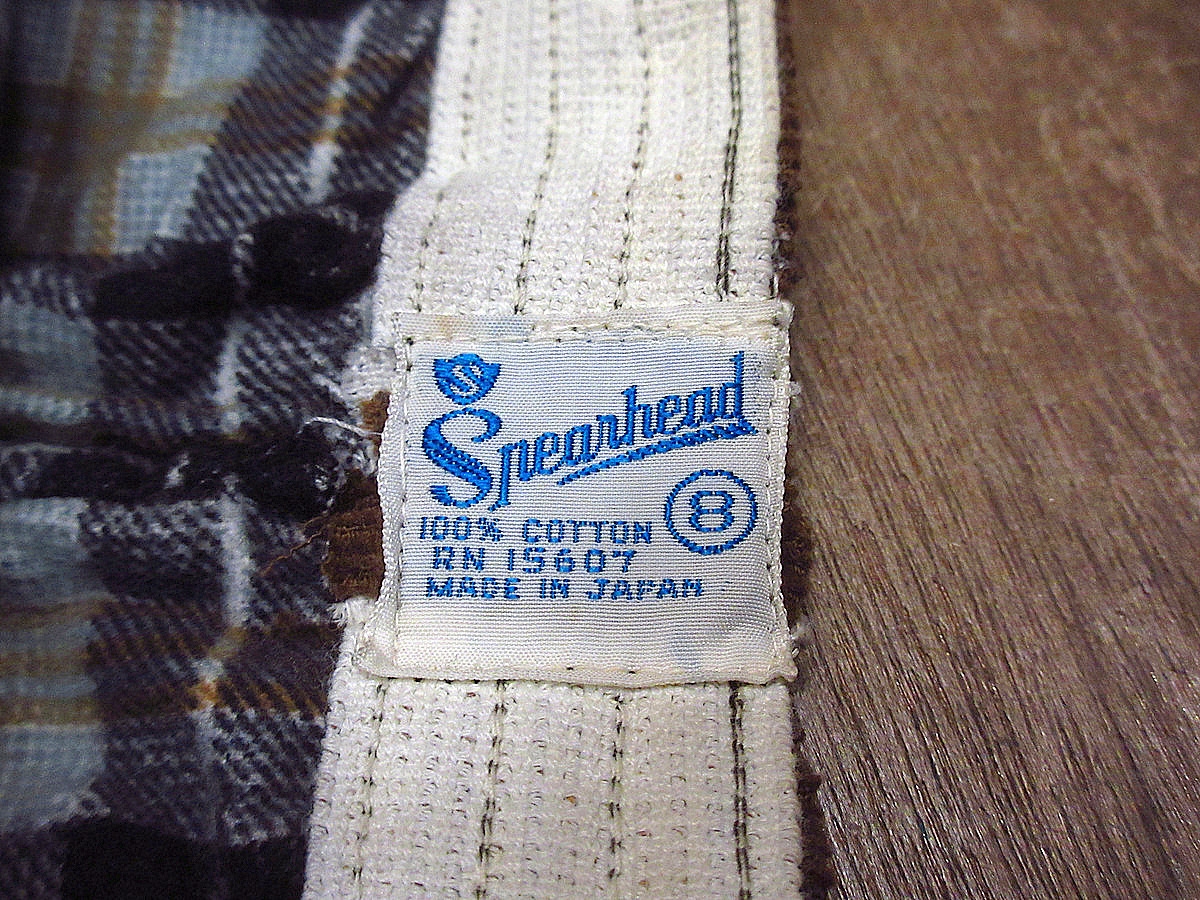 Spearhead
8
100% COTTON
RN 15607
MADE IN JAPAN